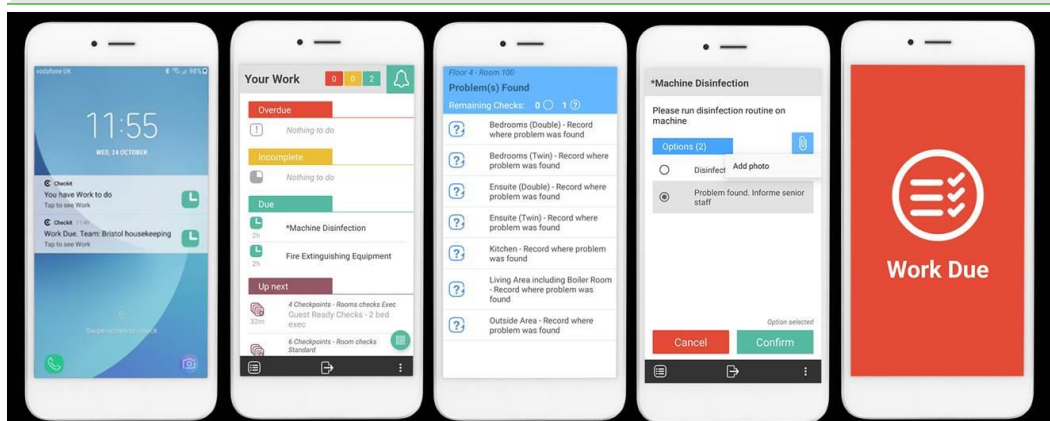 vodafone UK
98%
11:55
WED, 24 OCTOBER
Checkit
You have Work to do
Tap to see Work
Checkit 11:49
Work Due. Team: Bristol housekeeping
Tap to see Work
Swipe screen to unlock
Your Work 0 0 2
Overdue
Nothing to do
Incomplete
Nothing to do
Due
*Machine Disinfection
2h
Fire Extinguishing Equipment
2h
Up next
4 Checkpoints - Rooms checks Exec
Guest Ready Checks - 2 bed
exec
32m
6 Checkpoints - Room checks
Standard
Floor 4 - Room 100
Problem(s) Found
Remaining Checks: 0 1 ?
Bedrooms (Double) - Record
where problem was found
Bedrooms (Twin) - Record where
problem was found
Ensuite (Double) - Record where
problem was found
Ensuite (Twin) - Record where
problem was found
Kitchen - Record where problem
was found
Living Area including Boiler Room
- Record where problem was
found
Outside Area - Record where
problem was found
*Machine Disinfection
Please run disinfection routine on
machine
Options (2)
Add photo
Disinfect
Problem found. Informe senior
staff
Option selected
Cancel Confirm
Work Due